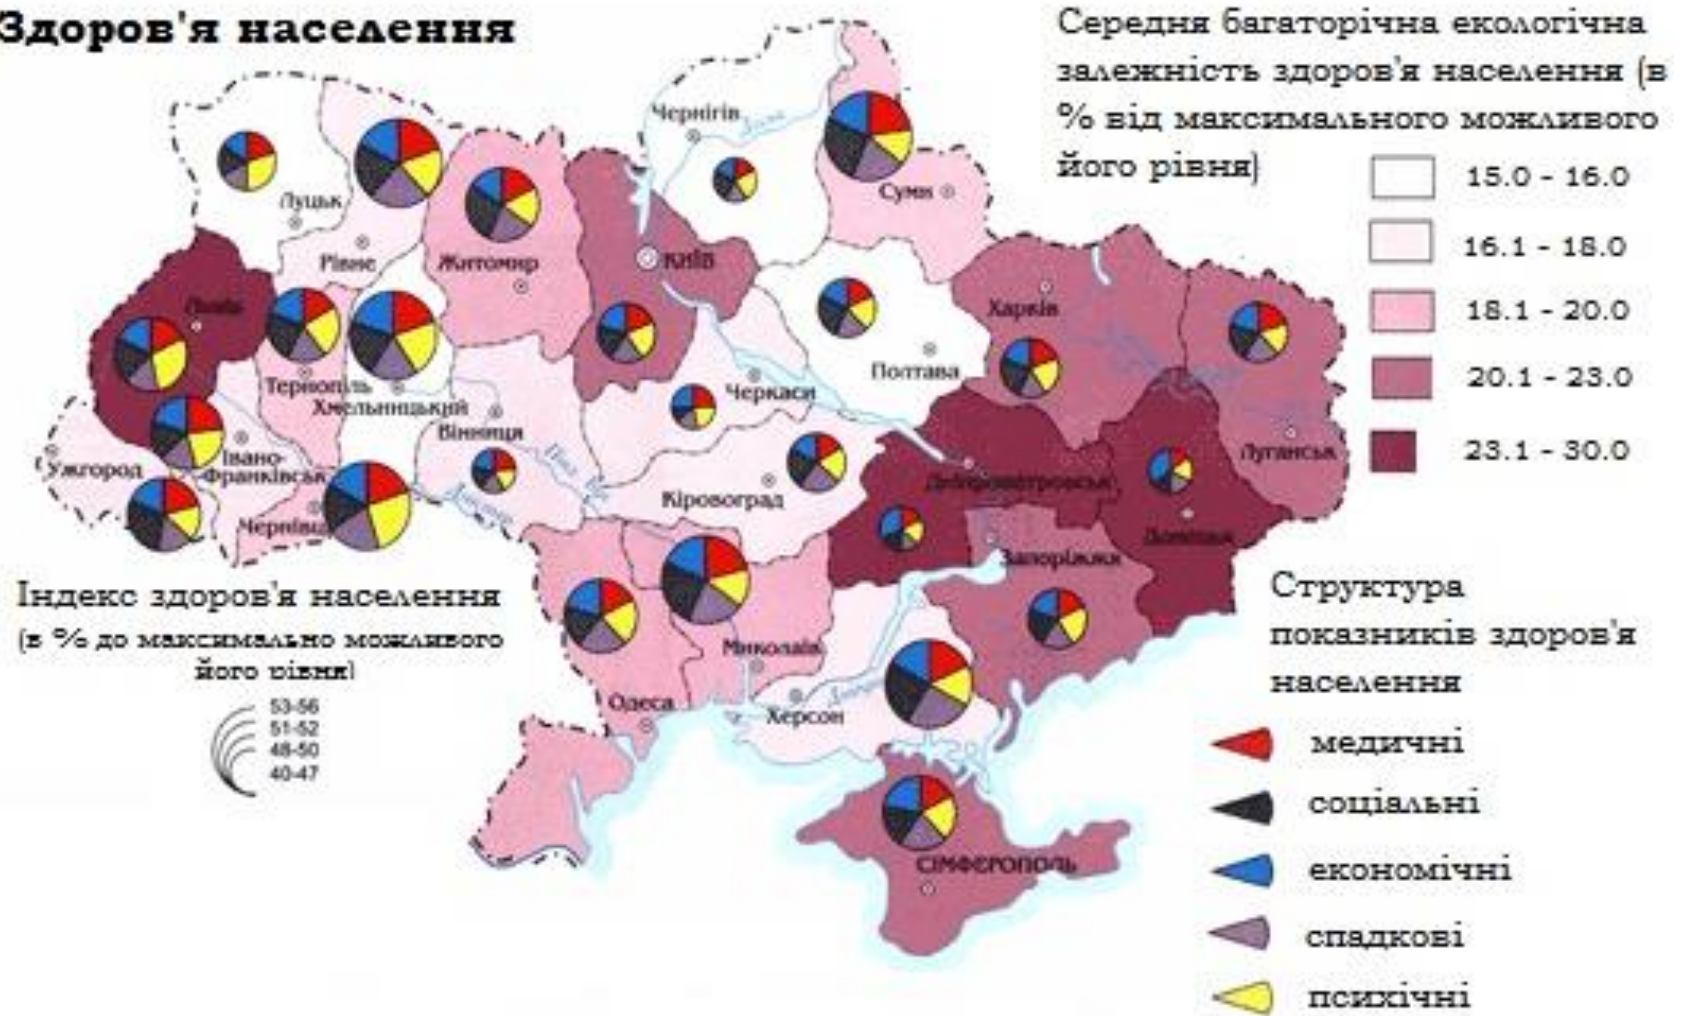 Здоров'я населення
Середня багаторічна екологічна
залежність здоров'я населення (в
% від максимального можливого
його рівня)
15.0 - 16.0
16.1 - 18.0
18.1 - 20.0
20.1 - 23.0
23.1 - 30.0
Чернігів
Десна
Суми
Луцьк
Рівне
Житомир
КИЇВ
Львів
Харків
Тернопіль
Хмельницький
Черкаси
Полтава
Вінниця
Луганськ
Ужгород
Івано-
Франківськ
Кіровоград
Дніпропетровськ
Чернівці
Донецьк
Запоріжжя
Миколаїв
Одеса
Херсон
СІМФЕРОПОЛЬ
Індекс здоров'я населення
(в % до максимально можливого
його рівня)
53-56
51-52
48-50
40-47
Структура
показників здоров'я
населення
медичні
соціальні
економічні
спадкові
психічні